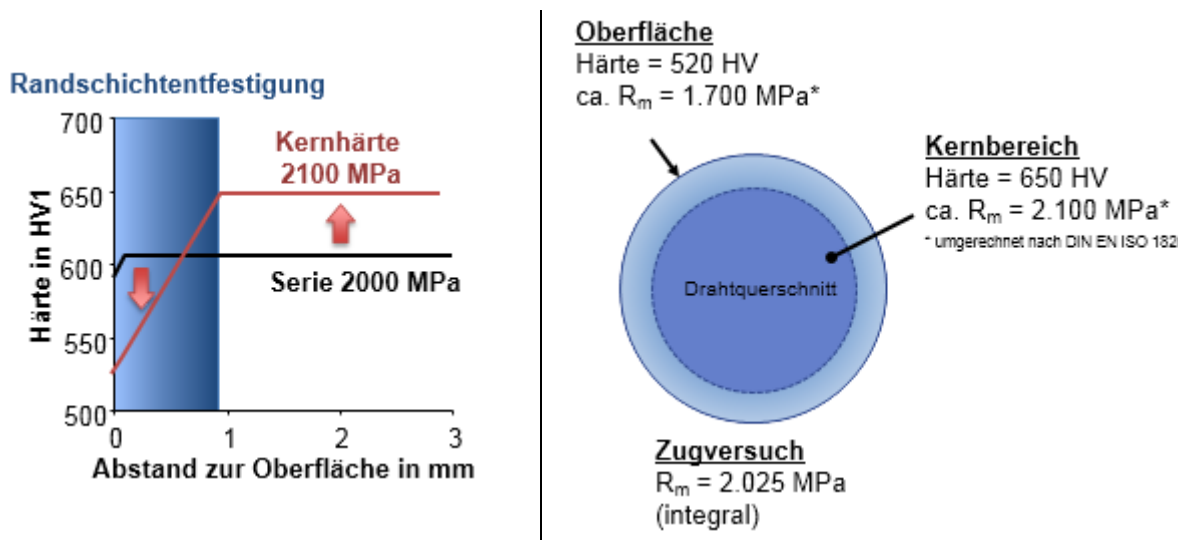 Randschichtentfestigung
700
650
600
550
500
Härte in HV1
Kernhärte
2100 MPa
Serie 2000 MPa
0
1
2
3
Abstand zur Oberfläche in mm
Oberfläche
Härte = 520 HV
ca. Rm = 1.700 MPa*
Kernbereich
Härte = 650 HV
ca. Rm = 2.100 MPa*
* umgerechnet nach DIN EN ISO 182
Drahtquerschnitt
Zugversuch
Rm = 2.025 MPa
(integral)